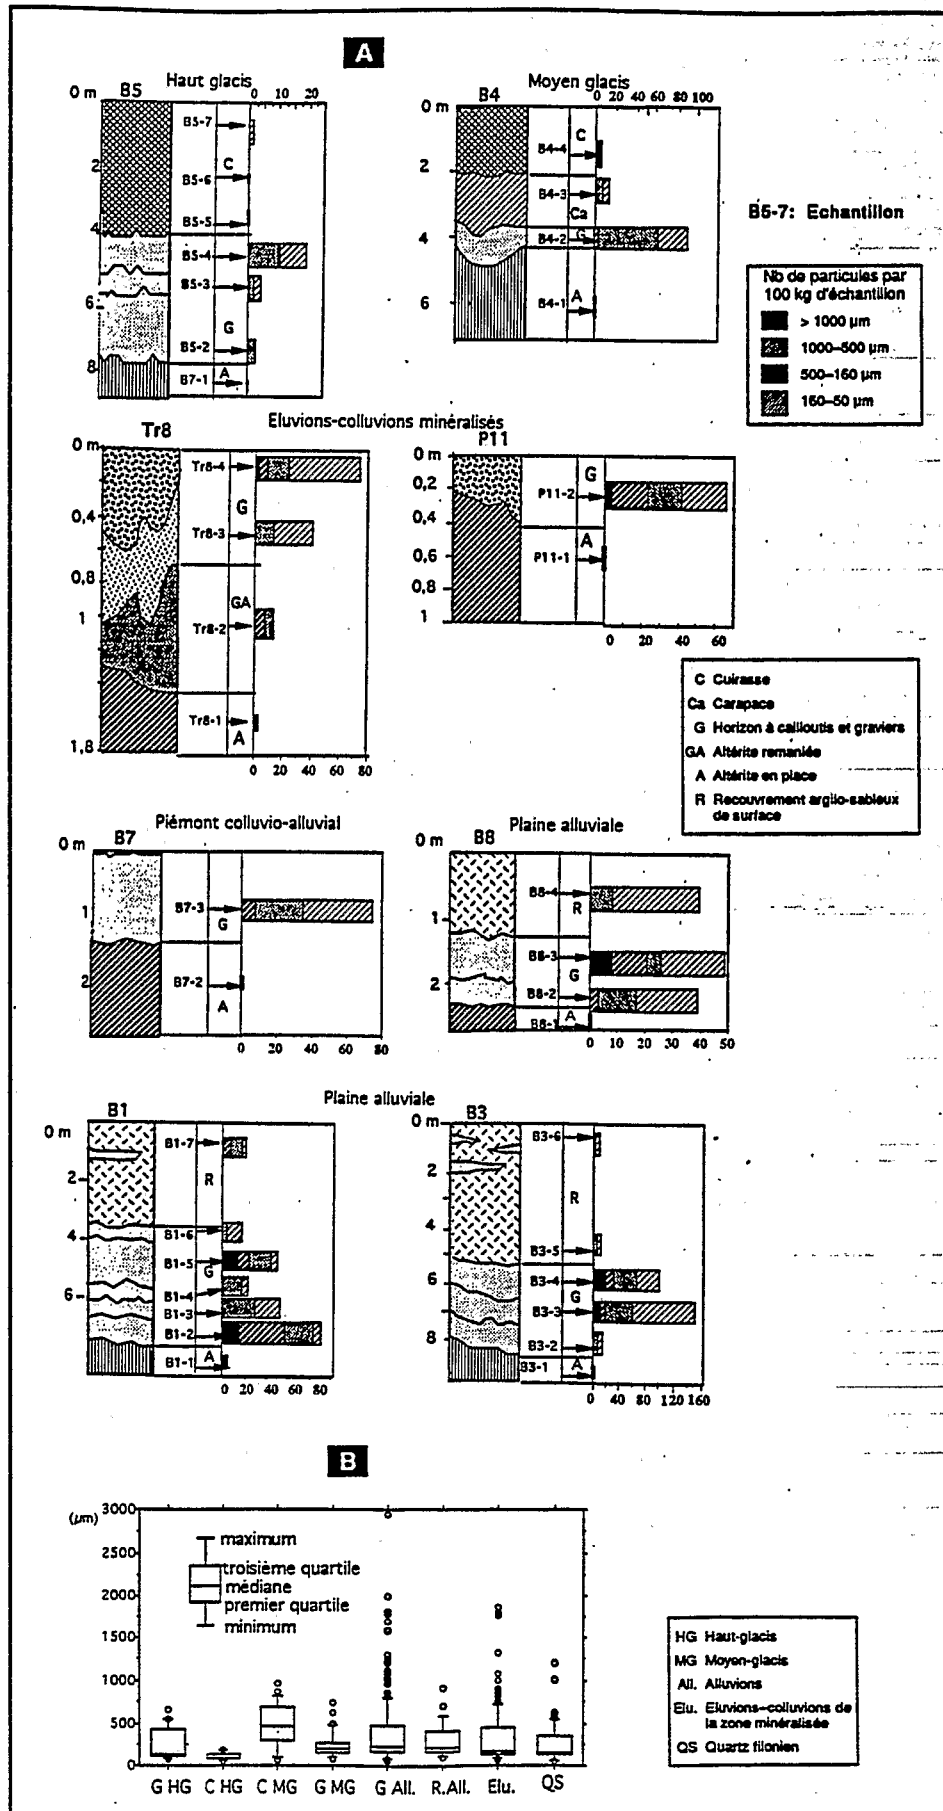 A
Haut glacis
B5
0 10 20
0 m
2
4
6
8
B5-7
B5-6
B5-5
B5-4
B5-3
B5-2
B7-1
C
G
A
Moyen glacis
B4
0 20 40 60 80 100
0 m
2
4
6
B4-4
B4-3
B4-2
B4-1
C
Ca
G
A
B5-7: Echantillon
Nb de particules par
100 kg d'échantillon
> 1000 µm
1000–500 µm
500–160 µm
160–50 µm
Eluvions-colluvions minéralisés
Tr8
0 m
0,4
0,8
1
1,8
Tr8-4
Tr8-3
Tr8-2
Tr8-1
G
GA
A
0 20 40 60 80
P11
0 m
0,2
0,4
0,6
0,8
1
P11-2
P11-1
G
A
0 20 40 60
C Cuirasse
Ca Carapace
G Horizon à cailloutis et graviers
GA Altérite remaniée
A Altérite en place
R Recouvrement argilo-sableux
de surface
Piémont colluvio-alluvial
B7
0 m
1
2
B7-3
B7-2
G
A
0 20 40 60 80
Plaine alluviale
B8
0 m
1
2
B8-4
B8-3
B8-2
B8-1
R
G
A
0 10 20 30 40 50
Plaine alluviale
B1
0 m
2
4
6
B1-7
B1-6
B1-5
B1-4
B1-3
B1-2
B1-1
R
G
A
0 20 40 60 80
B3
0 m
2
4
6
8
B3-6
B3-5
B3-4
B3-3
B3-2
B3-1
R
G
A
0 40 80 120 160
B
(µm)
3000
2500
2000
1500
1000
500
0
maximum
troisième quartile
médiane
premier quartile
minimum
G HG C HG C MG G MG G All. R.All. Elu. QS
HG Haut-glacis
MG Moyen-glacis
All. Alluvions
Elu. Eluvions–colluvions de
la zone minéralisée
QS Quartz filonien